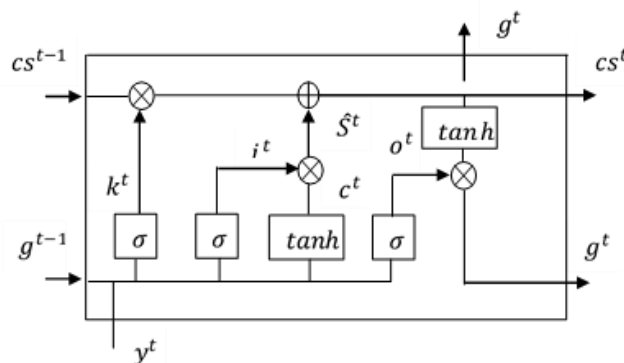 g^t
cs^{t-1} cs^t
Ŝ^t tanh
i^t o^t
k^t c^t
g^{t-1} σ σ tanh σ g^t
y^t